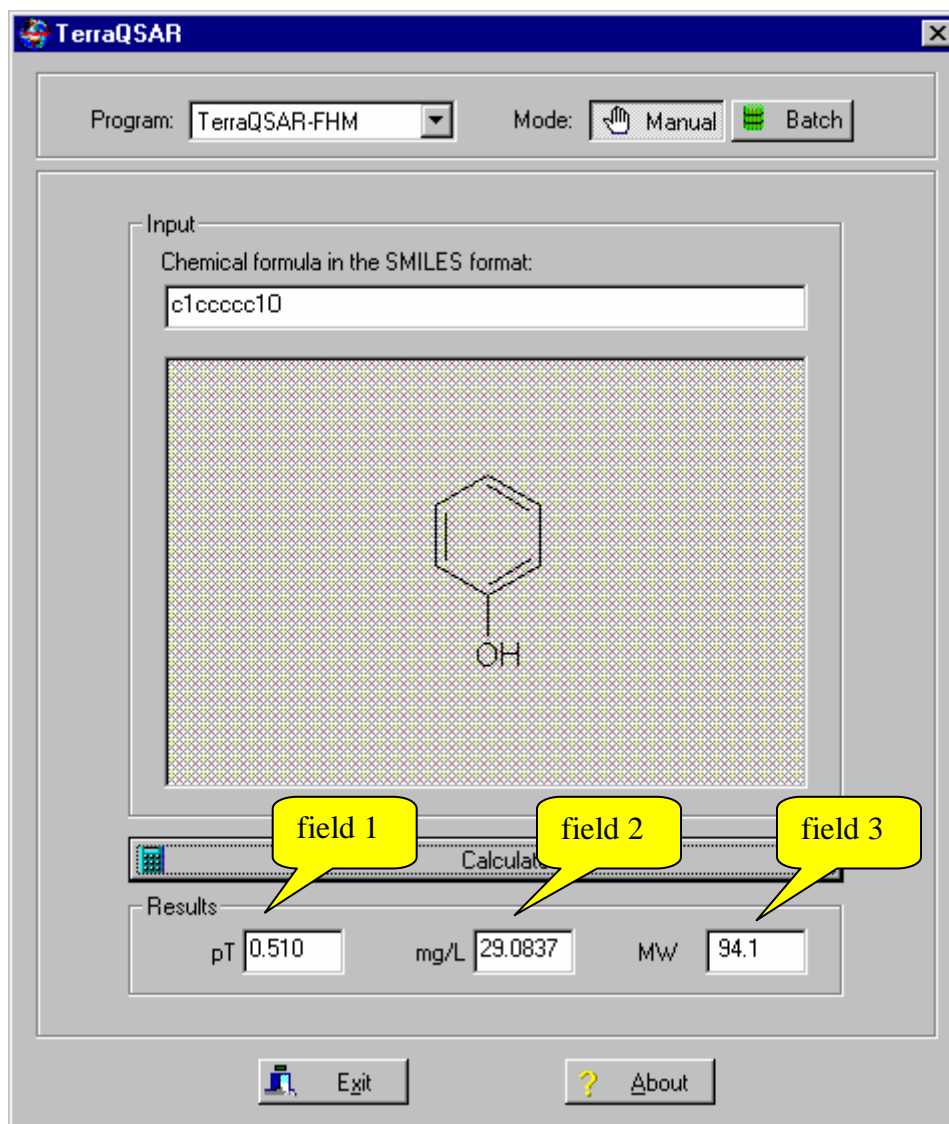 TerraQSAR
Program: TerraQSAR-FHM Mode: Manual Batch
Input
Chemical formula in the SMILES format:
c1ccccc1O
OH
field 1 field 2 field 3
Calculat
Results
pT 0.510 mg/L 29.0837 MW 94.1
Exit About